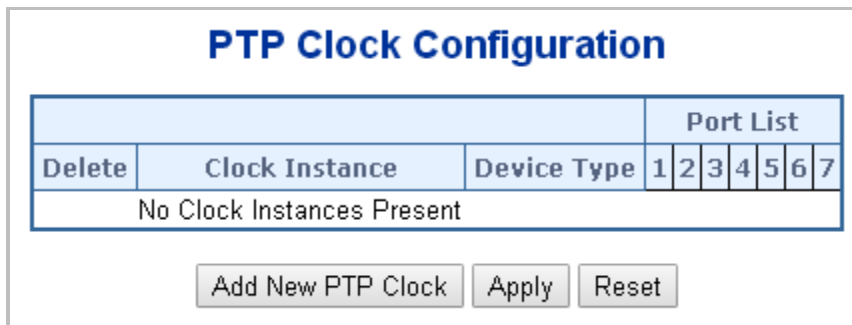 PTP Clock Configuration
Port List
Delete Clock Instance Device Type 1 2 3 4 5 6 7
No Clock Instances Present
Add New PTP Clock Apply Reset